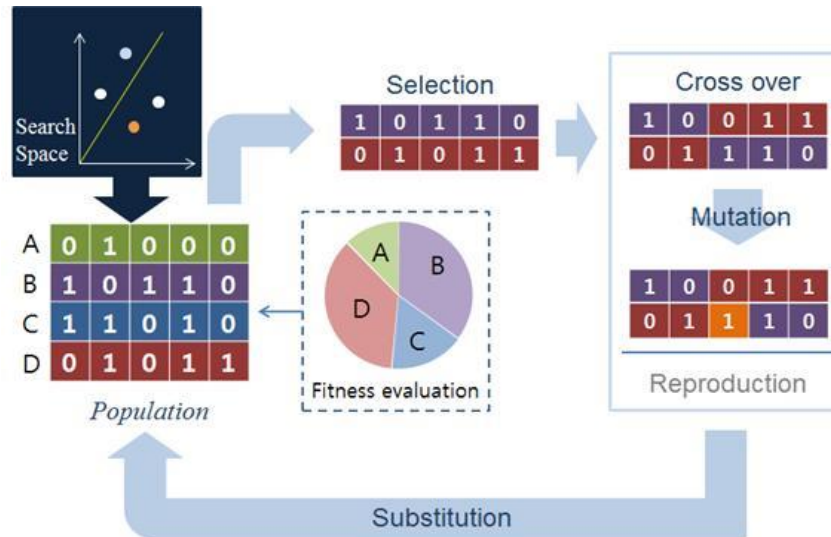 Search
Space
A 0 1 0 0 0
B 1 0 1 1 0
C 1 1 0 1 0
D 0 1 0 1 1
Population
Selection
1 0 1 1 0
0 1 0 1 1
A
B
D
C
Fitness evaluation
Cross over
1 0 0 1 1
0 1 1 1 0
Mutation
1 0 0 1 1
0 1 1 1 0
Reproduction
Substitution